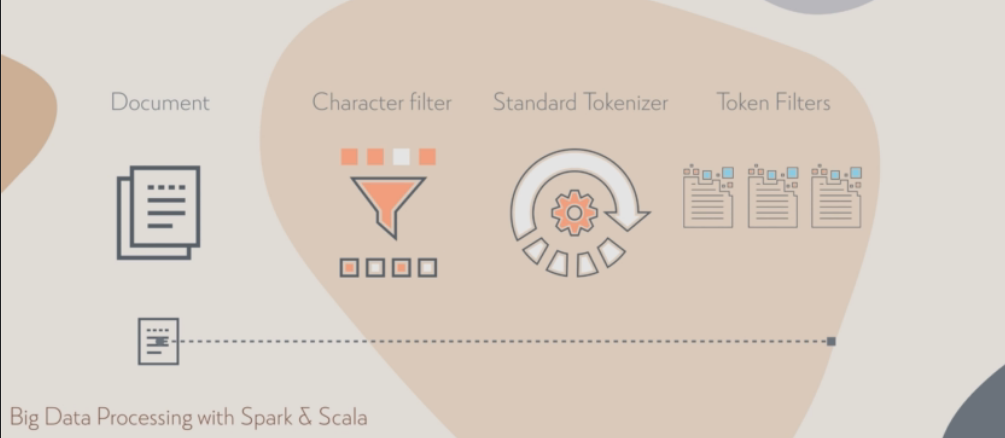 Document
Character filter
Standard Tokenizer
Token Filters
Big Data Processing with Spark & Scala